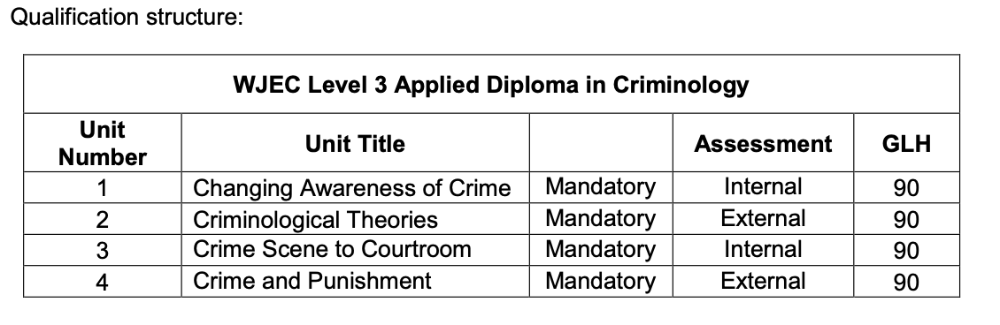 Qualification structure:
WJEC Level 3 Applied Diploma in Criminology
Unit Number Unit Title Assessment GLH
1 Changing Awareness of Crime Mandatory Internal 90
2 Criminological Theories Mandatory External 90
3 Crime Scene to Courtroom Mandatory Internal 90
4 Crime and Punishment Mandatory External 90